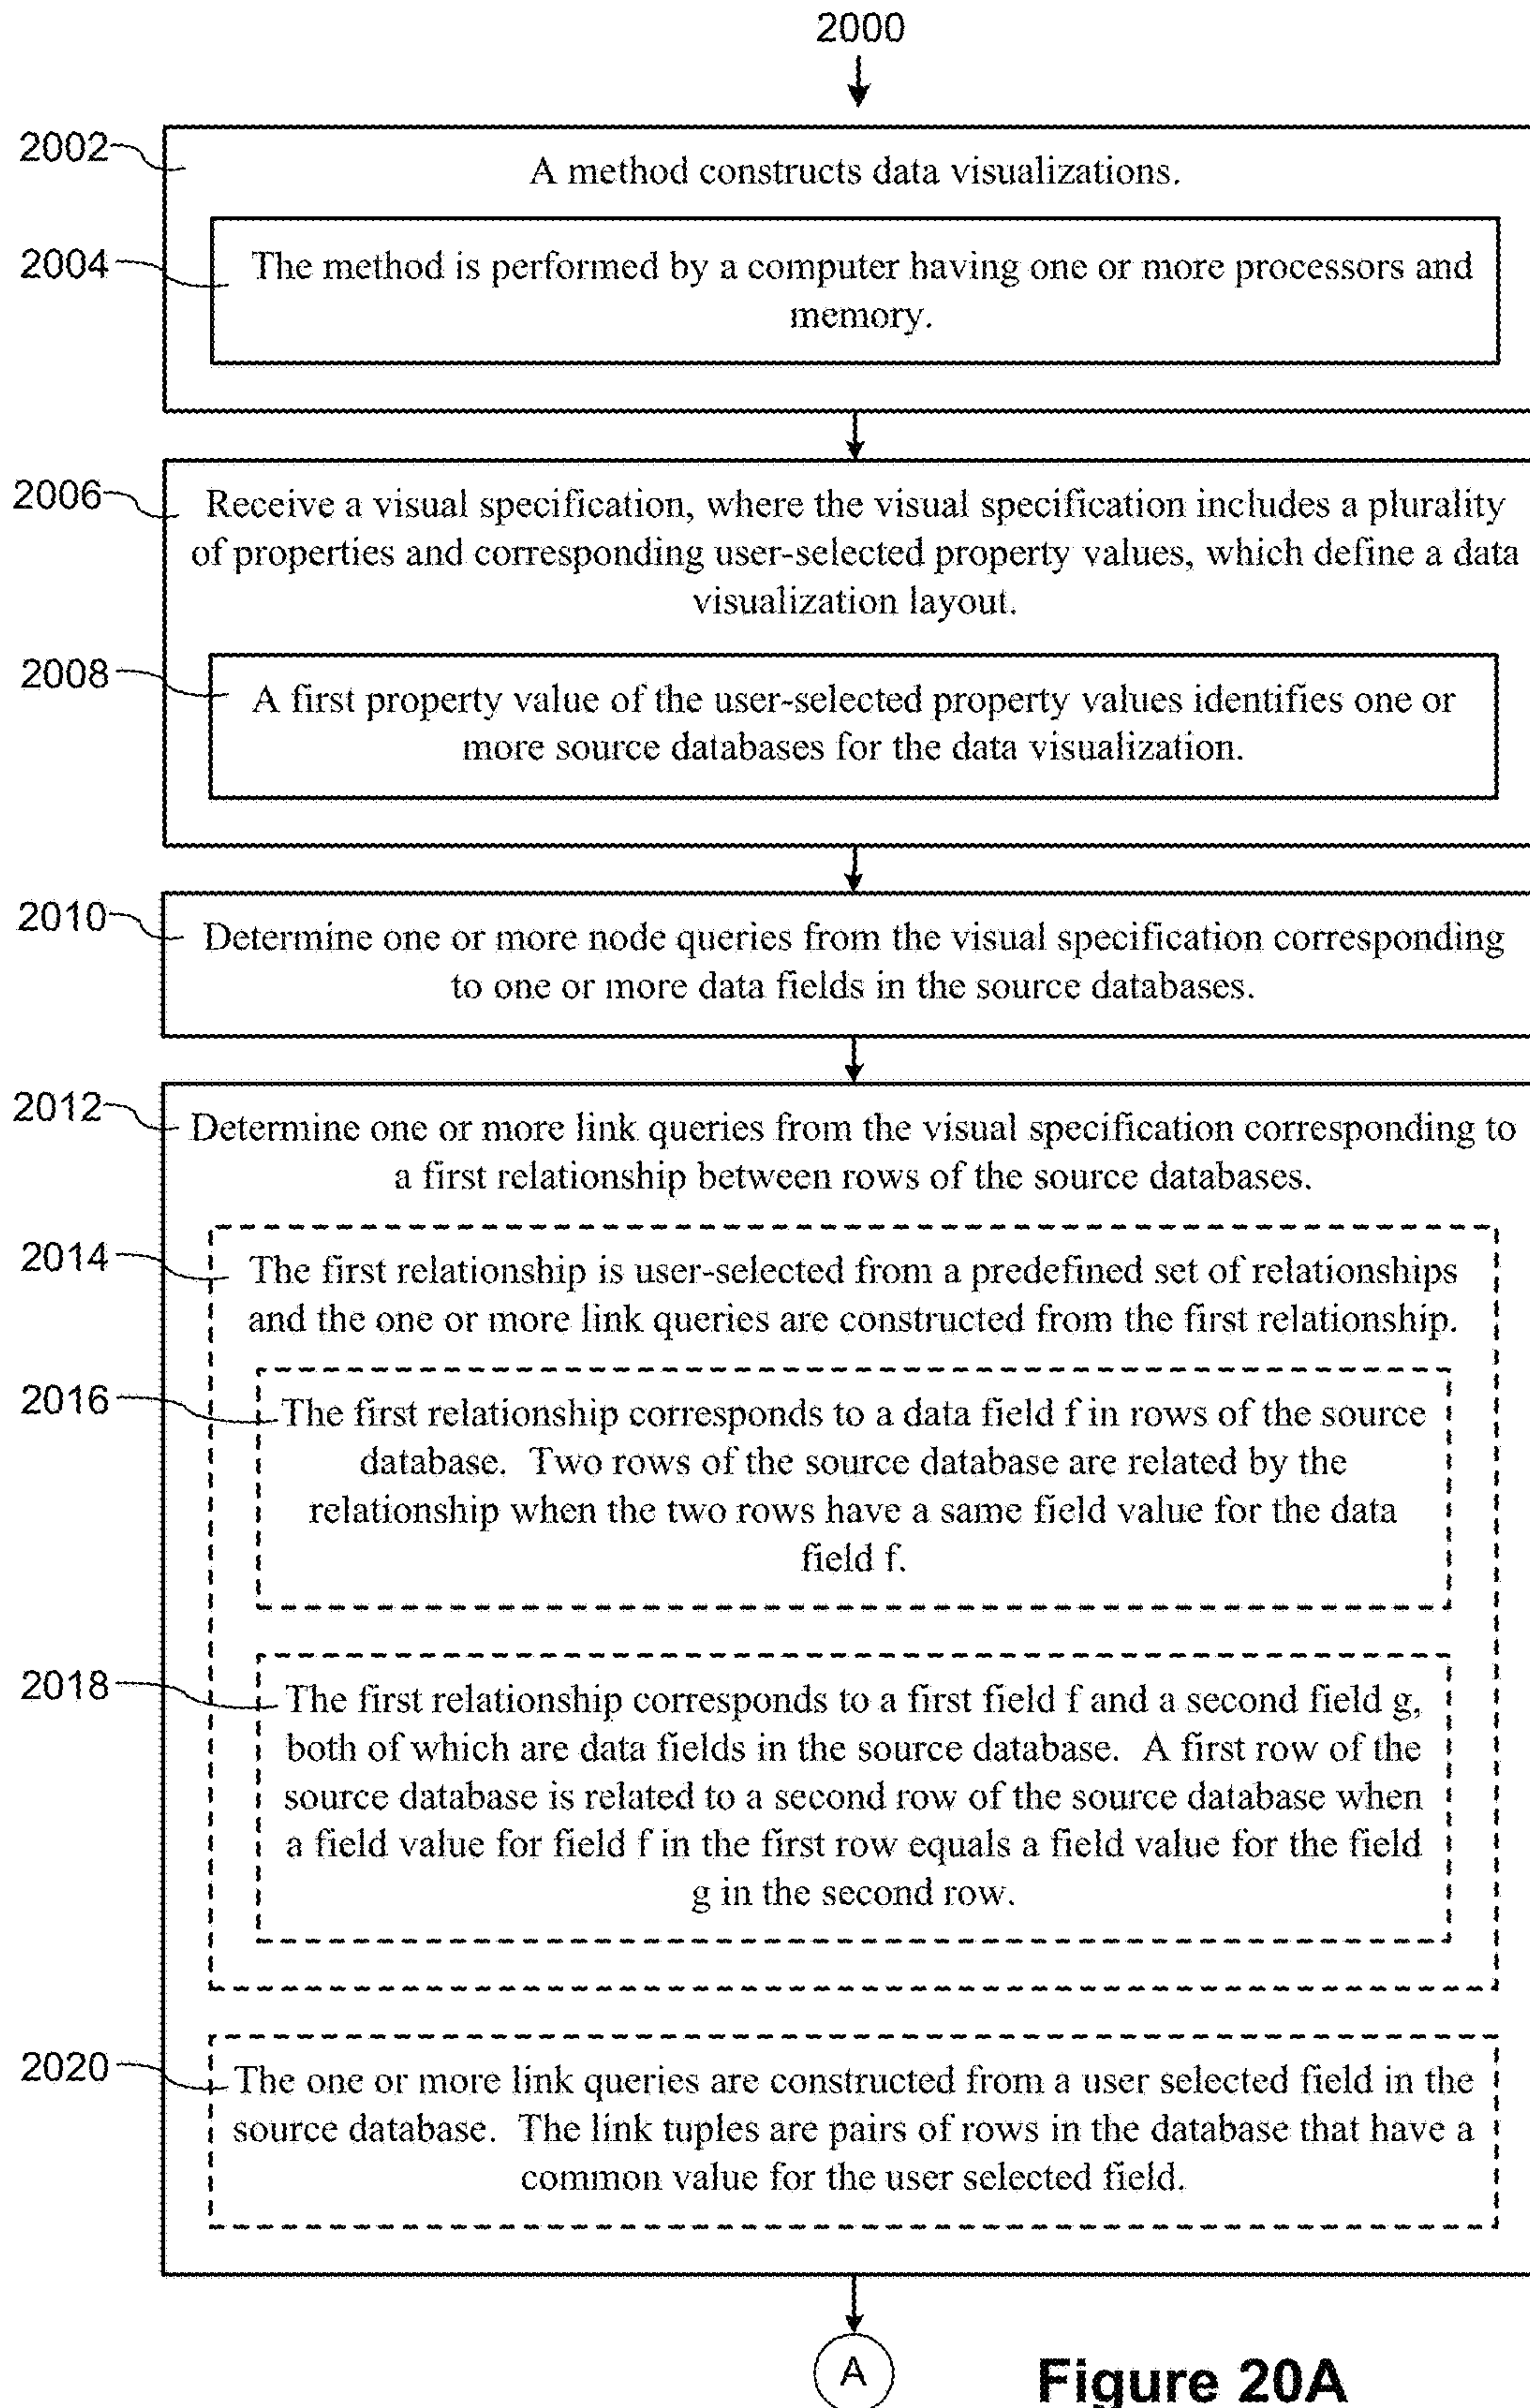 2000
2002
A method constructs data visualizations.
2004
The method is performed by a computer having one or more processors and
memory.
2006
Receive a visual specification, where the visual specification includes a plurality
of properties and corresponding user-selected property values, which define a data
visualization layout.
2008
A first property value of the user-selected property values identifies one or
more source databases for the data visualization.
2010
Determine one or more node queries from the visual specification corresponding
to one or more data fields in the source databases.
2012
Determine one or more link queries from the visual specification corresponding to
a first relationship between rows of the source databases.
2014
The first relationship is user-selected from a predefined set of relationships
and the one or more link queries are constructed from the first relationship.
2016
The first relationship corresponds to a data field f in rows of the source
database. Two rows of the source database are related by the
relationship when the two rows have a same field value for the data
field f.
2018
The first relationship corresponds to a first field f and a second field g,
both of which are data fields in the source database. A first row of the
source database is related to a second row of the source database when
a field value for field f in the first row equals a field value for the field
g in the second row.
2020
The one or more link queries are constructed from a user selected field in the
source database. The link tuples are pairs of rows in the database that have a
common value for the user selected field.
A
Figure 20A